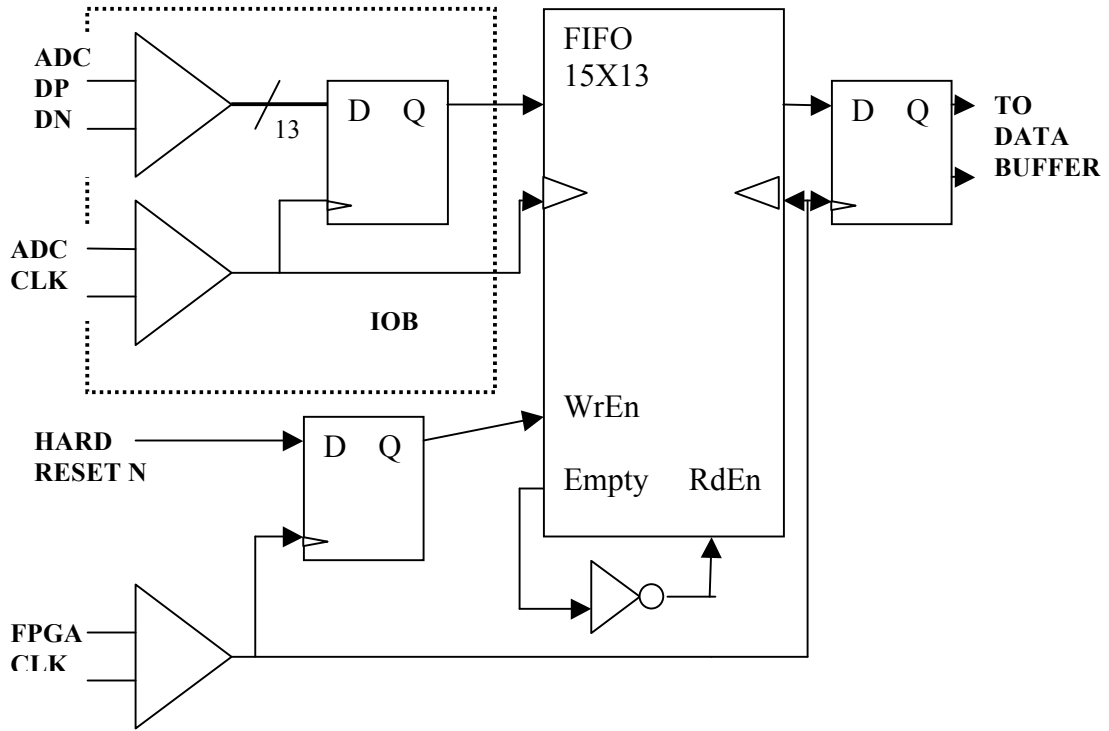 ADC
DP
DN
13
D Q
FIFO
15X13
D Q
TO
DATA
BUFFER
ADC
CLK
IOB
WrEn
HARD
RESET N
D Q
Empty RdEn
FPGA
CLK